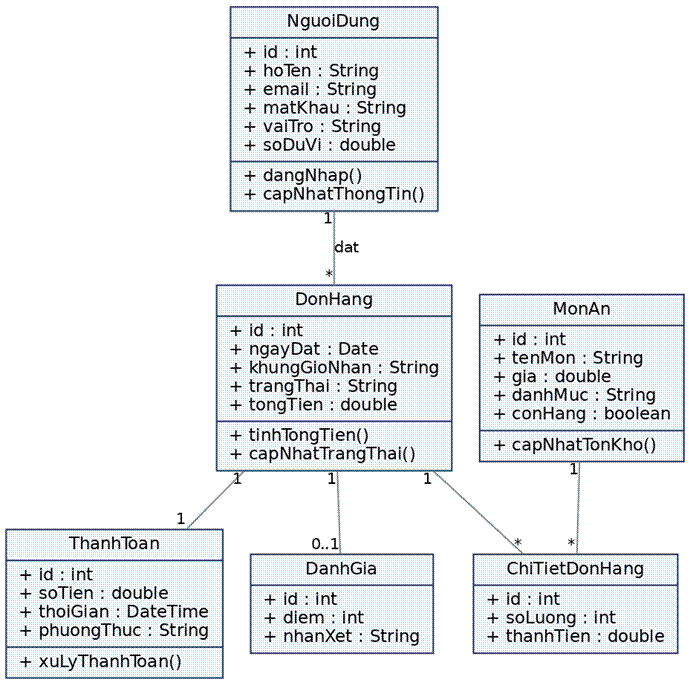 NguoiDung
+ id : int
+ hoTen : String
+ email : String
+ matKhau : String
+ vaiTro : String
+ soDuVi : double
+ dangNhap()
+ capNhatThongTin()
1
dat
*
DonHang
+ id : int
+ ngayDat : Date
+ khungGioNhan : String
+ trangThai : String
+ tongTien : double
+ tinhTongTien()
+ capNhatTrangThai()
MonAn
+ id : int
+ tenMon : String
+ gia : double
+ danhMuc : String
+ conHang : boolean
+ capNhatTonKho()
1 1 1 1
1 0..1 * *
ThanhToan
+ id : int
+ soTien : double
+ thoiGian : DateTime
+ phuongThuc : String
+ xuLyThanhToan()
DanhGia
+ id : int
+ diem : int
+ nhanXet : String
ChiTietDonHang
+ id : int
+ soLuong : int
+ thanhTien : double